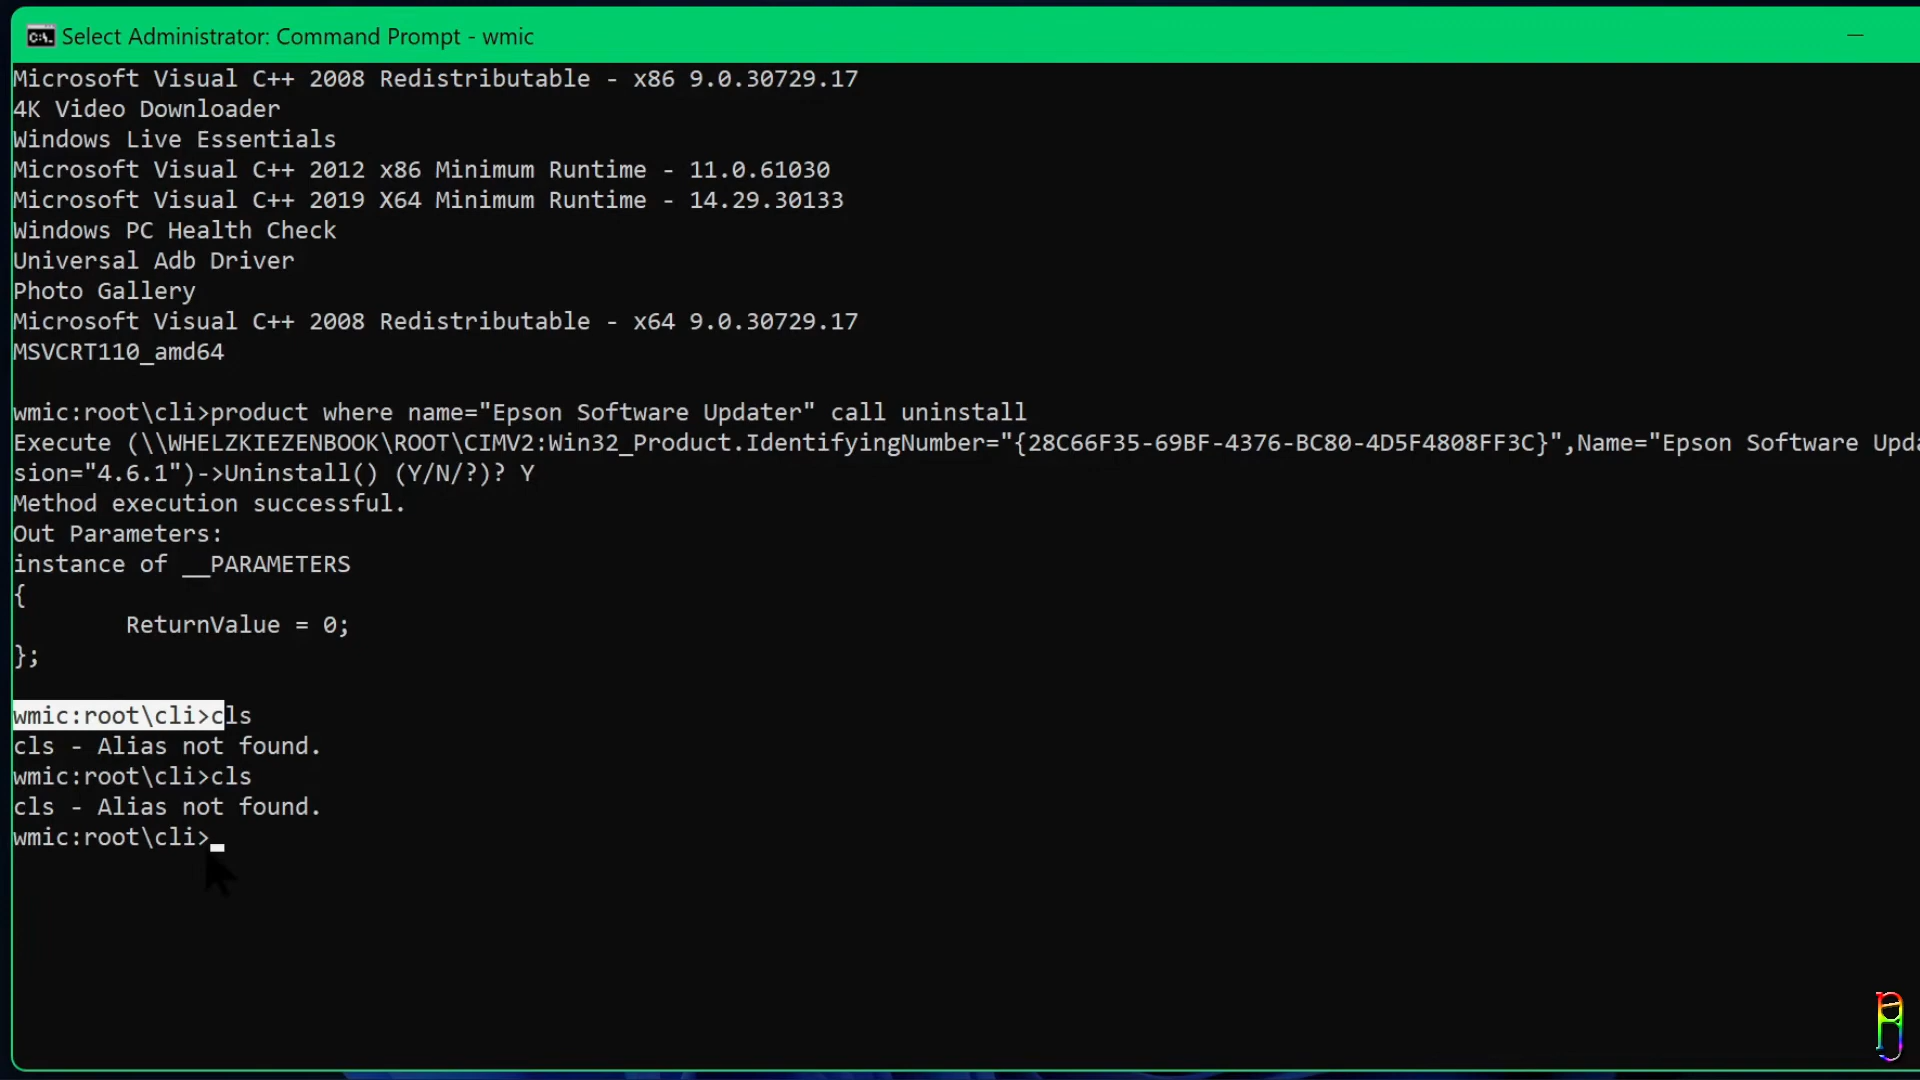 Select Administrator: Command Prompt - wmic
Microsoft Visual C++ 2008 Redistributable - x86 9.0.30729.17
4K Video Downloader
Windows Live Essentials
Microsoft Visual C++ 2012 x86 Minimum Runtime - 11.0.61030
Microsoft Visual C++ 2019 X64 Minimum Runtime - 14.29.30133
Windows PC Health Check
Universal Adb Driver
Photo Gallery
Microsoft Visual C++ 2008 Redistributable - x64 9.0.30729.17
MSVCRT110_amd64
wmic:root\cli>product where name="Epson Software Updater" call uninstall
Execute (\\WHELZKIEZENBOOK\ROOT\CIMV2:Win32_Product.IdentifyingNumber="{28C66F35-69BF-4376-BC80-4D5F4808FF3C}",Name="Epson Software Upda
sion="4.6.1")->Uninstall() (Y/N/?)? Y
Method execution successful.
Out Parameters:
instance of __PARAMETERS
{
ReturnValue = 0;
};
wmic:root\cli>cls
cls - Alias not found.
wmic:root\cli>cls
cls - Alias not found.
wmic:root\cli>